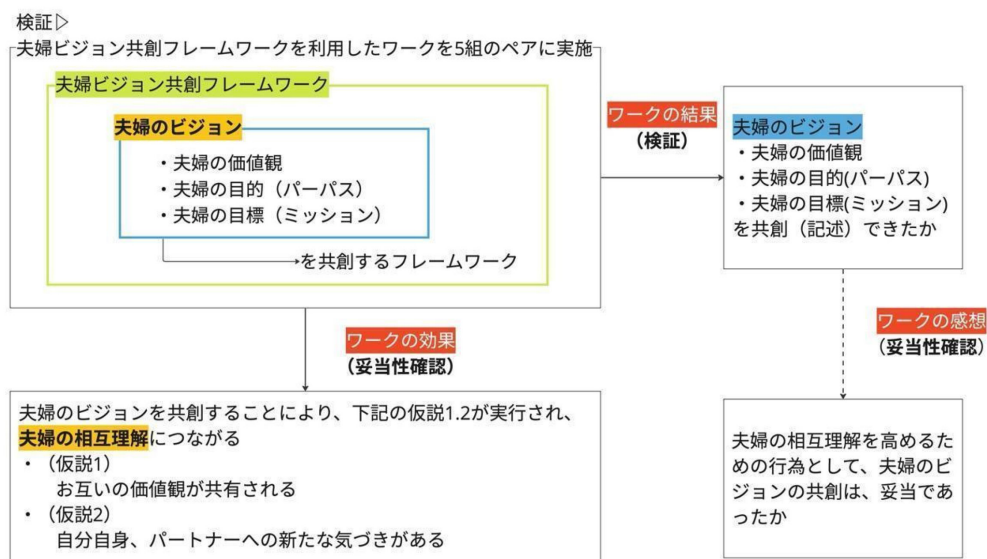 検証▷
夫婦ビジョン共創フレームワークを利用したワークを5組のペアに実施
夫婦ビジョン共創フレームワーク
夫婦のビジョン
・夫婦の価値観
・夫婦の目的（パーパス）
・夫婦の目標（ミッション）
を共創するフレームワーク
ワークの結果
（検証）
夫婦のビジョン
・夫婦の価値観
・夫婦の目的(パーパス)
・夫婦の目標(ミッション)
を共創（記述）できたか
ワークの効果
（妥当性確認）
ワークの感想
（妥当性確認）
夫婦のビジョンを共創することにより、下記の仮説1.2が実行され、
夫婦の相互理解につながる
・（仮説1）
お互いの価値観が共有される
・（仮説2）
自分自身、パートナーへの新たな気づきがある
夫婦の相互理解を高めるた
めの行為として、夫婦のビ
ジョンの共創は、妥当であ
ったか